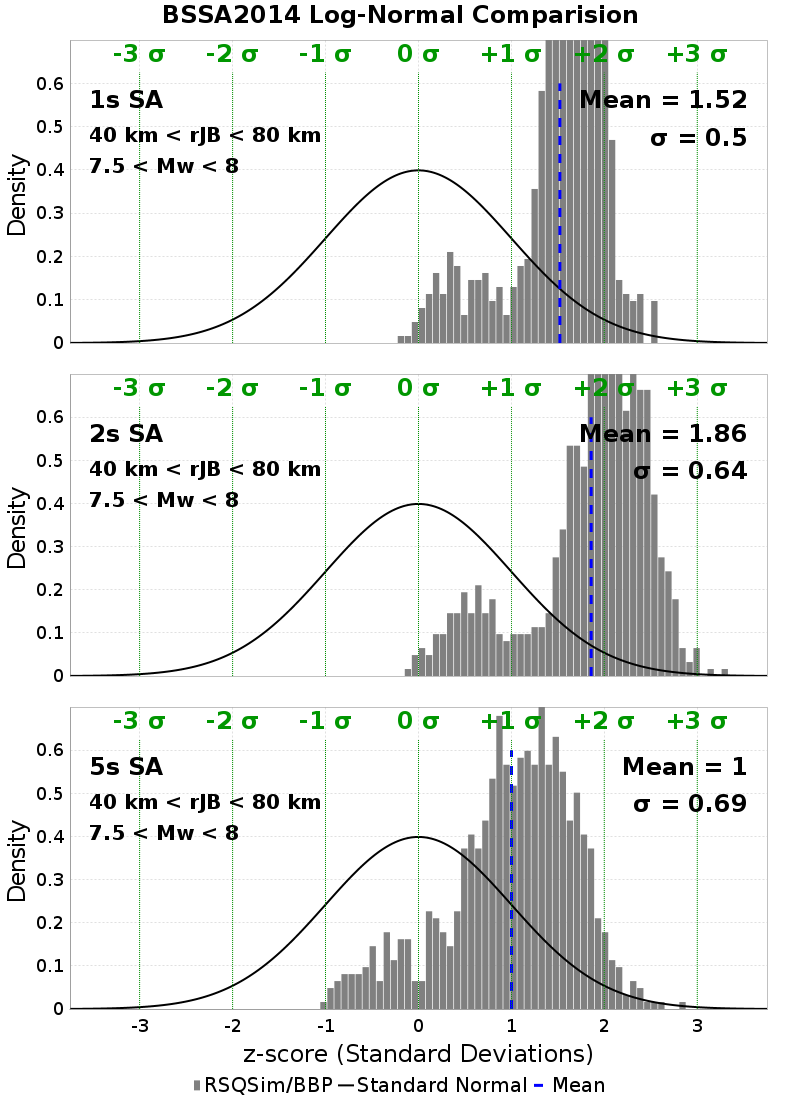 BSSA2014 Log-Normal Comparision
-3 σ -2 σ -1 σ 0 σ +1 σ +2 σ +3 σ
1s SA
Mean = 1.52
40 km < rJB < 80 km
σ = 0.5
7.5 < Mw < 8
Density
0.6
0.5
0.4
0.3
0.2
0.1
0
-3 σ -2 σ -1 σ 0 σ +1 σ +2 σ +3 σ
2s SA
Mean = 1.86
40 km < rJB < 80 km
σ = 0.64
7.5 < Mw < 8
Density
0.6
0.5
0.4
0.3
0.2
0.1
0
-3 σ -2 σ -1 σ 0 σ +1 σ +2 σ +3 σ
5s SA
Mean = 1
40 km < rJB < 80 km
σ = 0.69
7.5 < Mw < 8
Density
0.6
0.5
0.4
0.3
0.2
0.1
0
-3 -2 -1 0 1 2 3
z-score (Standard Deviations)
RSQSim/BBP Standard Normal Mean